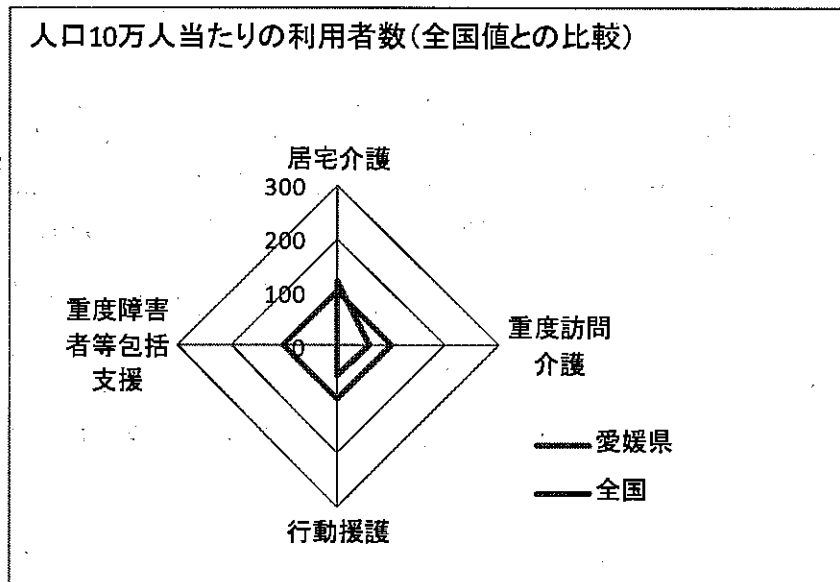 人口10万人当たりの利用者数(全国値との比較)
居宅介護
300
200
100
0
重度障害
者等包括
支援
重度訪問
介護
行動援護
愛媛県
全国